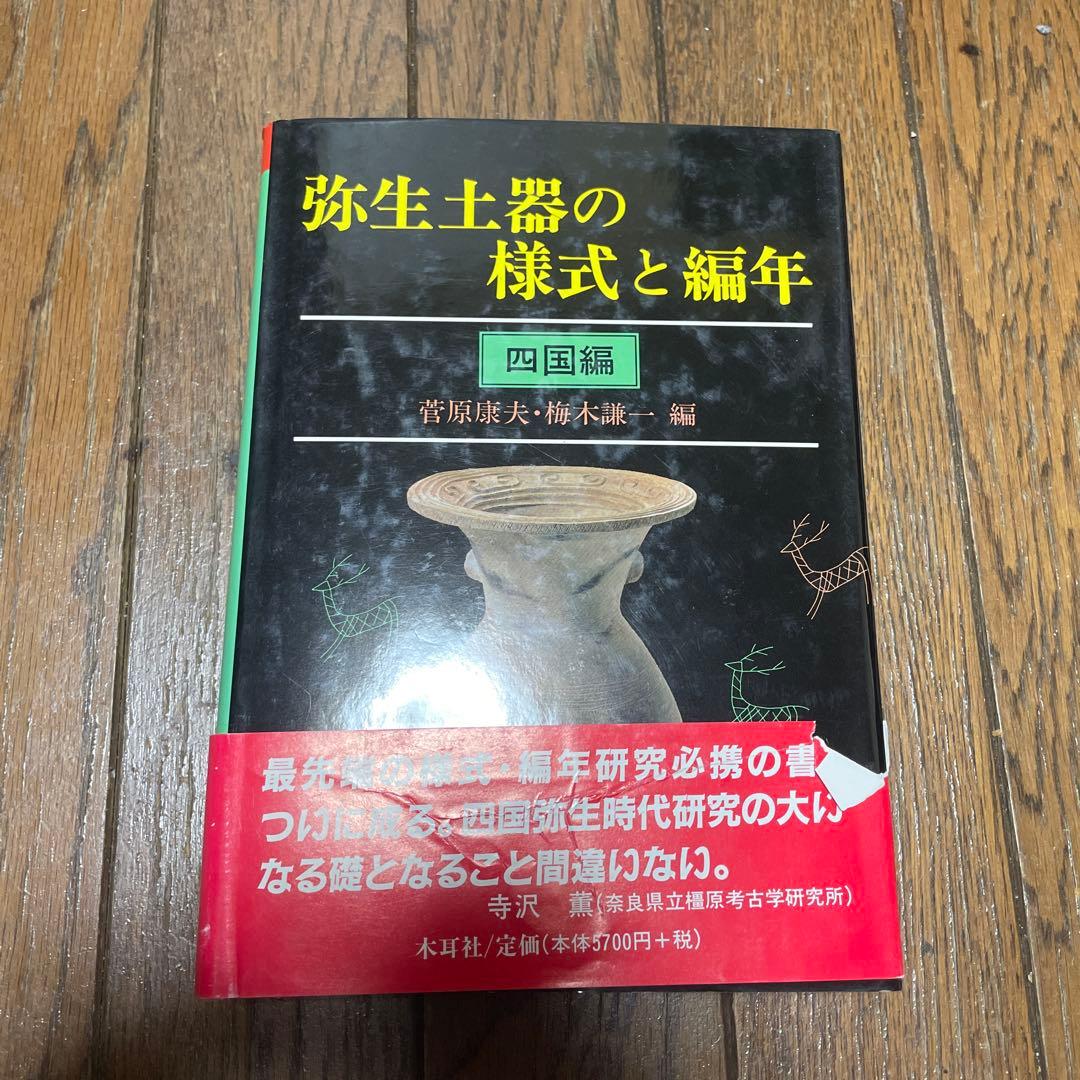 弥生土器の
様式と編年
四国編
菅原康夫・梅木謙一 編
最先端の様式・編年研究必携の書
ついに成る。四国弥生時代研究の大い
なる礎となること間違いない。
寺沢 薫(奈良県立橿原考古学研究所)
木耳社/定価(本体5700円+税)